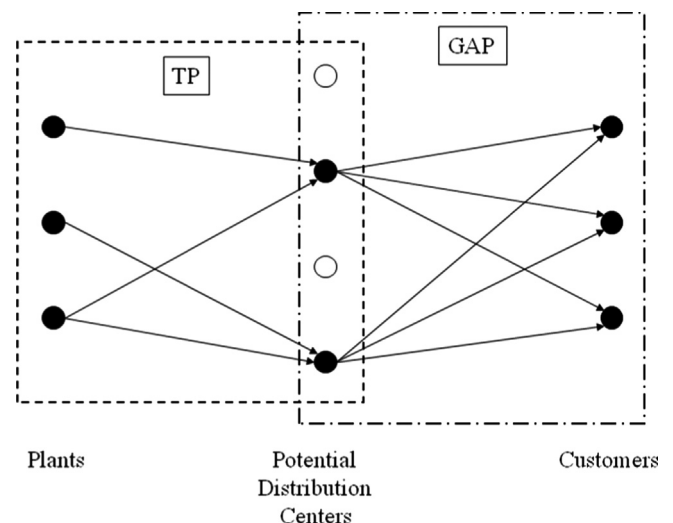 TP
GAP
Plants
Potential
Distribution
Centers
Customers